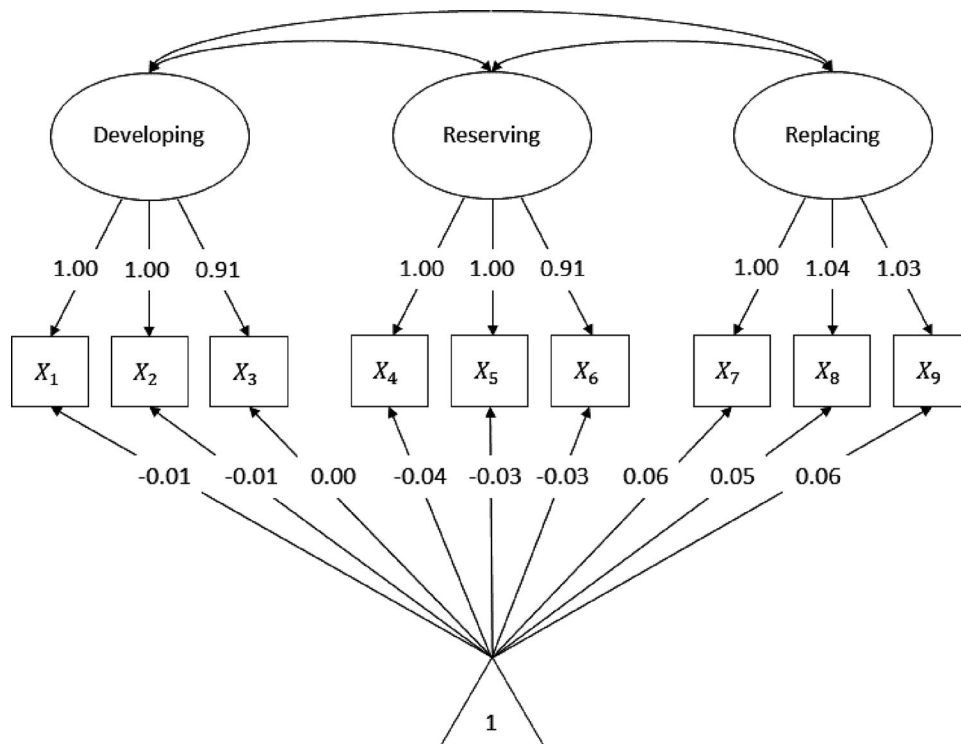 Developing Reserving Replacing
1.00 1.00 0.91 1.00 1.00 0.91 1.00 1.04 1.03
X₁ X₂ X₃ X₄ X₅ X₆ X₇ X₈ X₉
-0.01 -0.01 0.00 -0.04 -0.03 -0.03 0.06 0.05 0.06
1